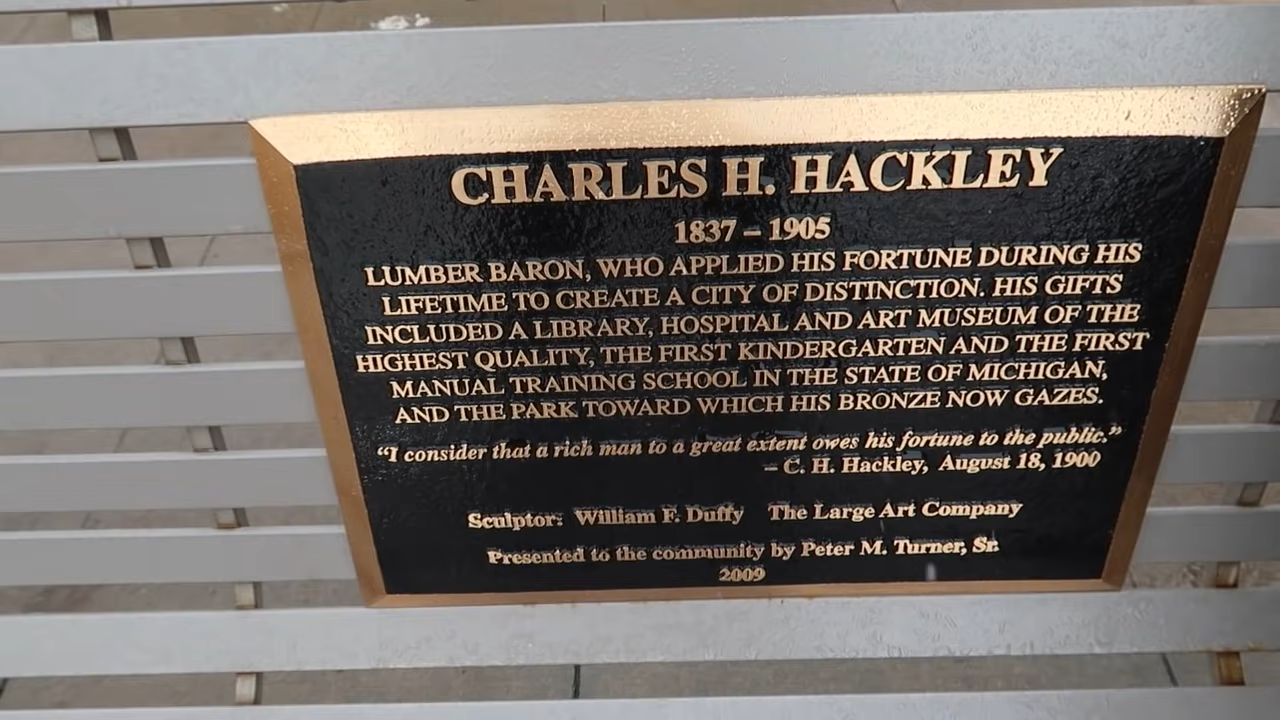 CHARLES H. HACKLEY
1837 – 1905
LUMBER BARON, WHO APPLIED HIS FORTUNE DURING HIS
LIFETIME TO CREATE A CITY OF DISTINCTION. HIS GIFTS
INCLUDED A LIBRARY, HOSPITAL AND ART MUSEUM OF THE
HIGHEST QUALITY, THE FIRST KINDERGARTEN AND THE FIRST
MANUAL TRAINING SCHOOL IN THE STATE OF MICHIGAN,
AND THE PARK TOWARD WHICH HIS BRONZE NOW GAZES.
“I consider that a rich man to a great extent owes his fortune to the public.”
– C. H. Hackley, August 18, 1900
Sculptor: William F. Duffy The Large Art Company
Presented to the community by Peter M. Turner, Sr.
2009